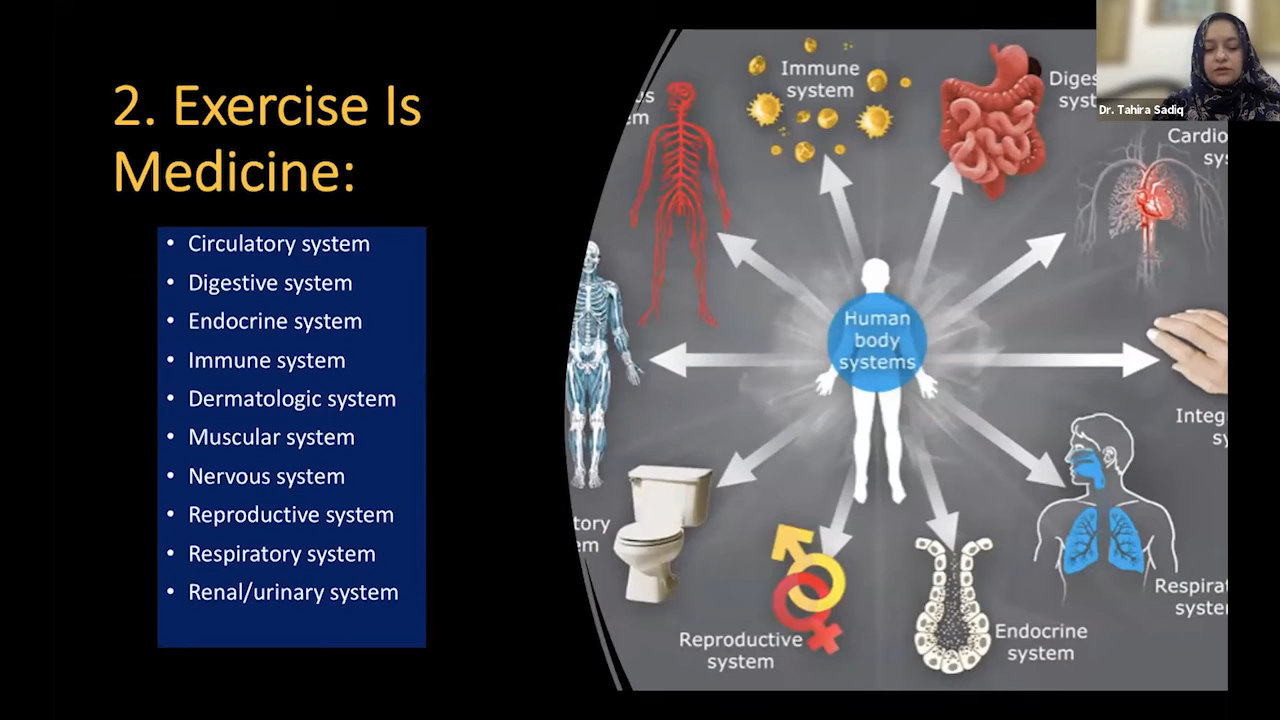 2. Exercise Is
Medicine:
• Circulatory system
• Digestive system
• Endocrine system
• Immune system
• Dermatologic system
• Muscular system
• Nervous system
• Reproductive system
• Respiratory system
• Renal/urinary system
Immune
system
Human
body
systems
Reproductive
system
Endocrine
system
Dr. Tahira Sadiq